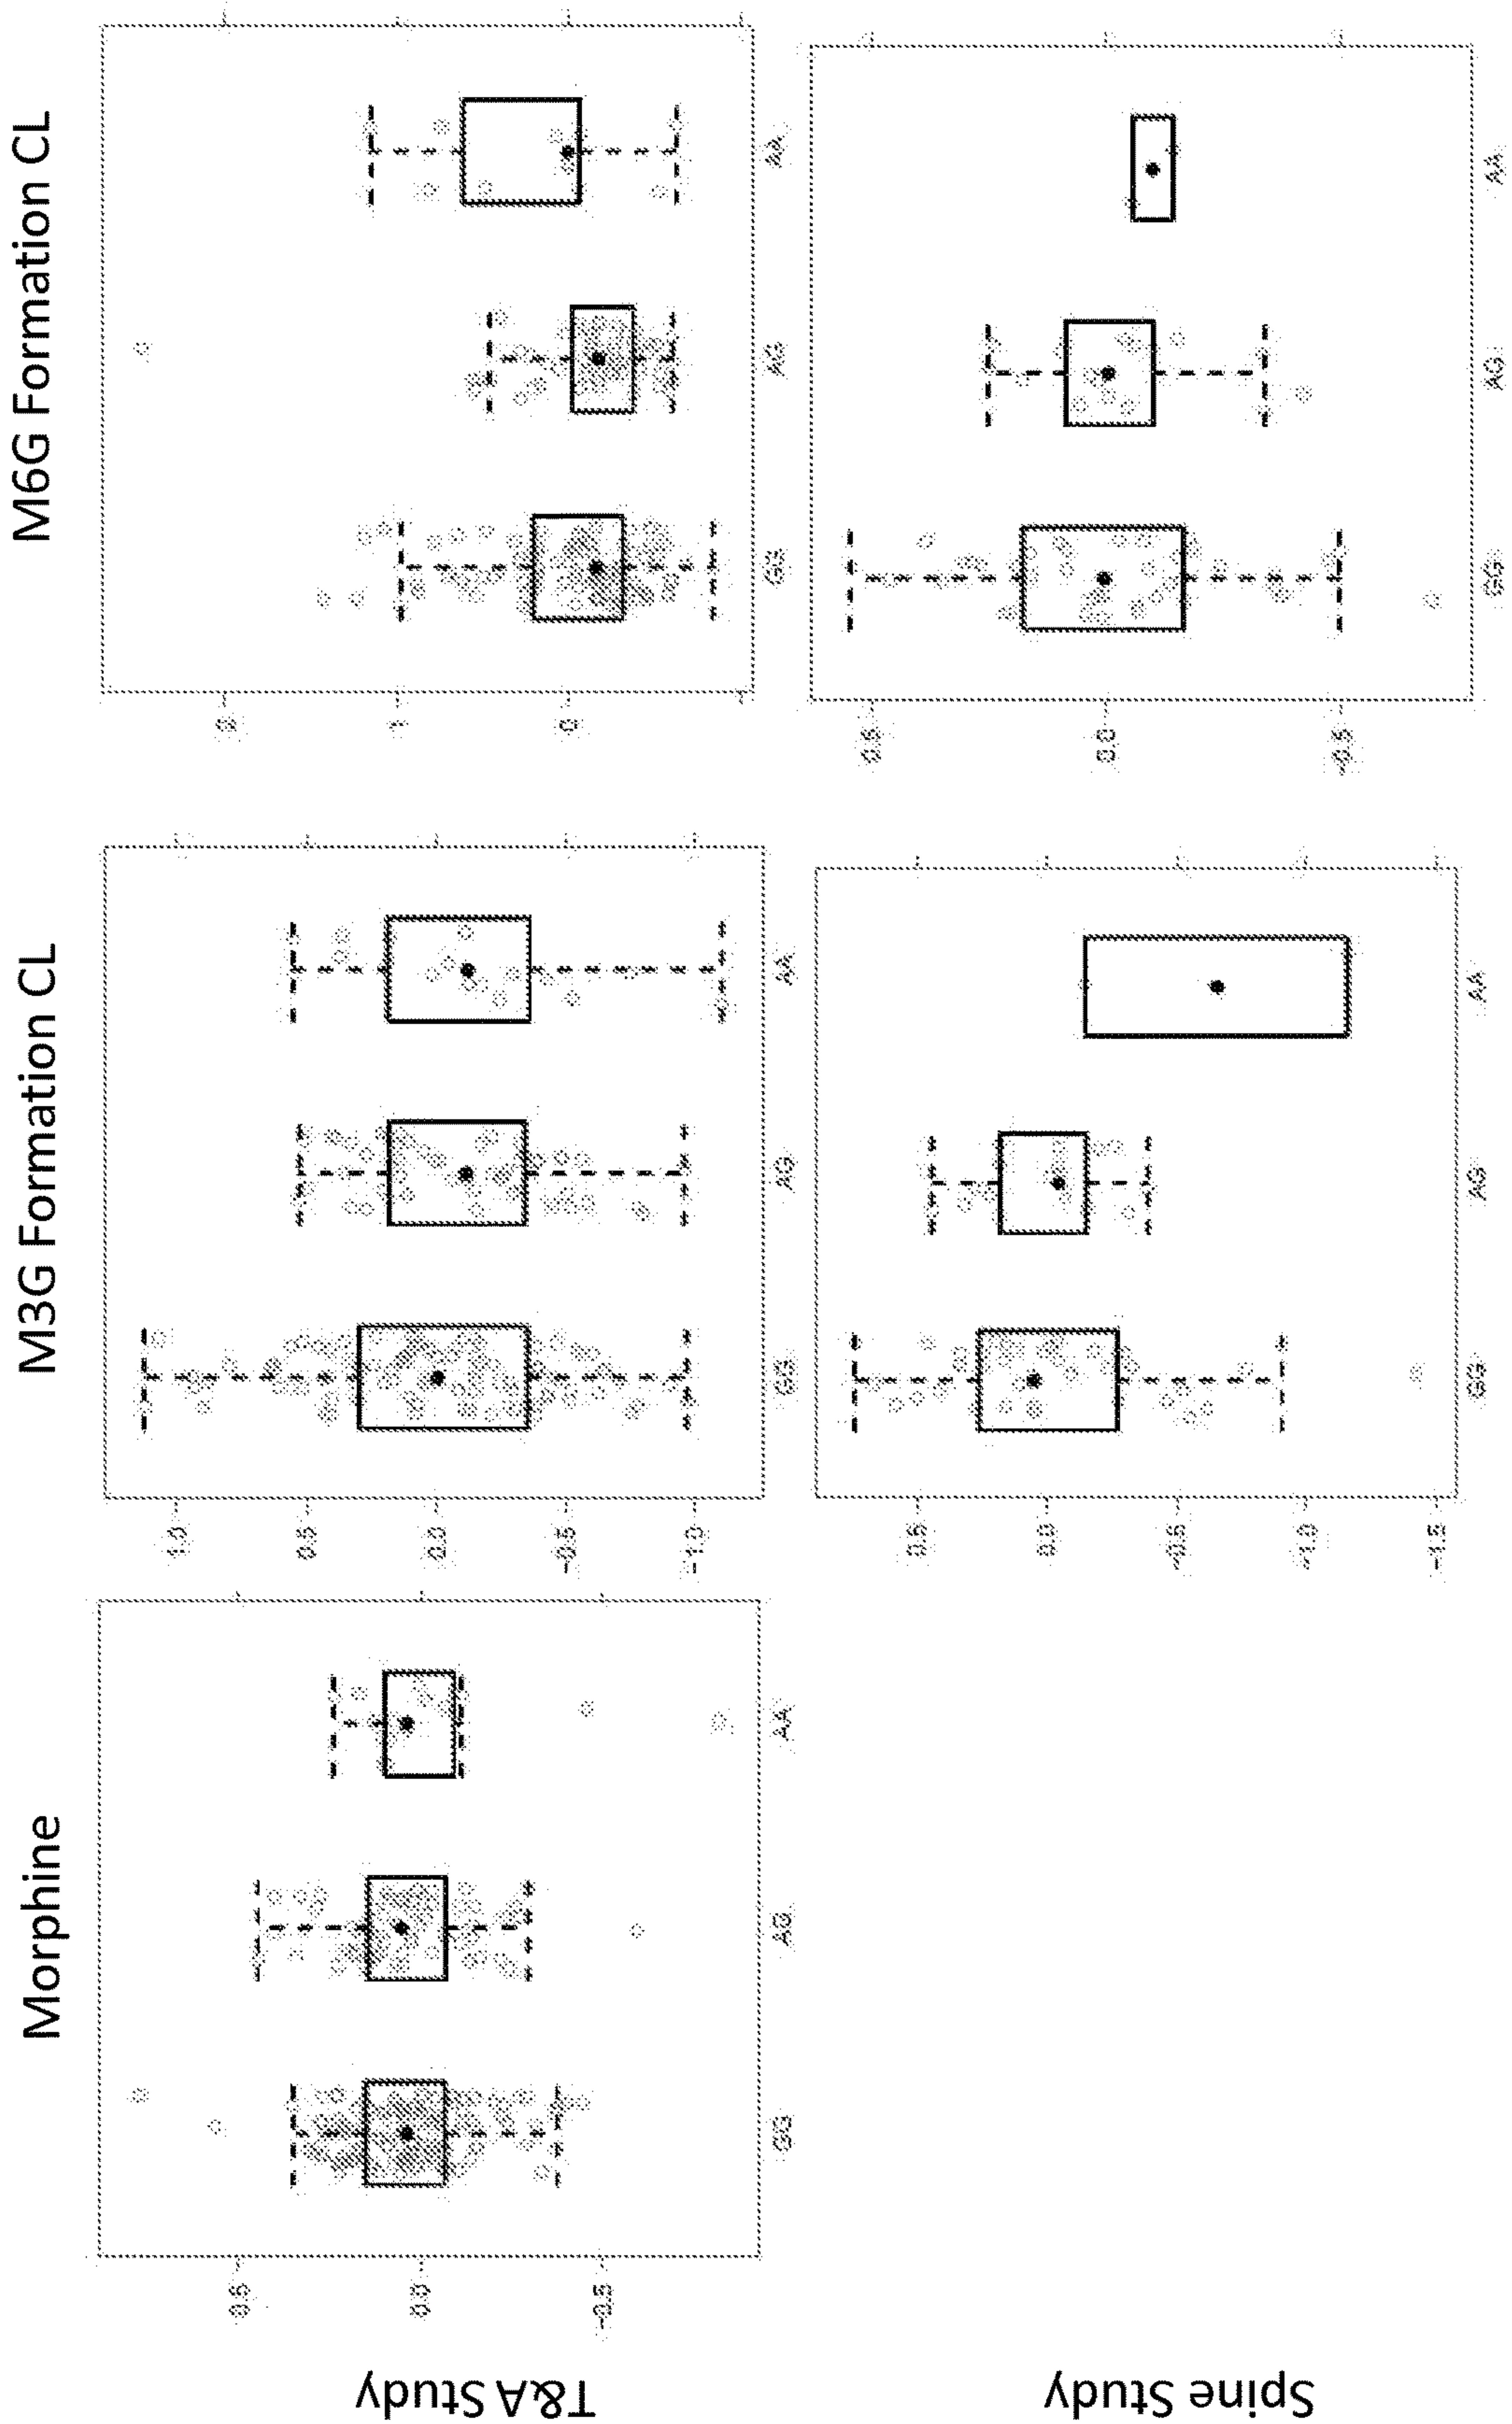 Morphine
M3G Formation CL
M6G Formation CL
T&A Study
0.5
0.0
-0.5
GG
AG
AA
1.0
0.5
0.0
-0.5
-1.0
GG
AG
AA
2
1
0
GG
AG
AA
Spine Study
0.5
0.0
-0.5
-1.0
-1.5
GG
AG
AA
0.5
0.0
-0.5
GG
AG
AA